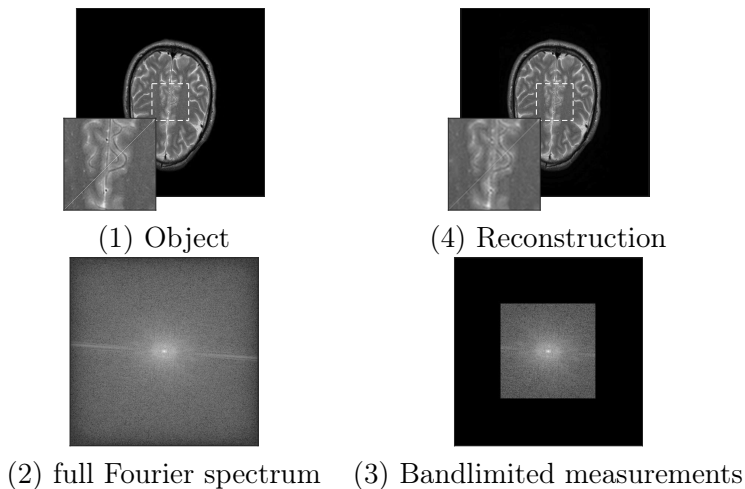 (1) Object
(4) Reconstruction
(2) full Fourier spectrum
(3) Bandlimited measurements